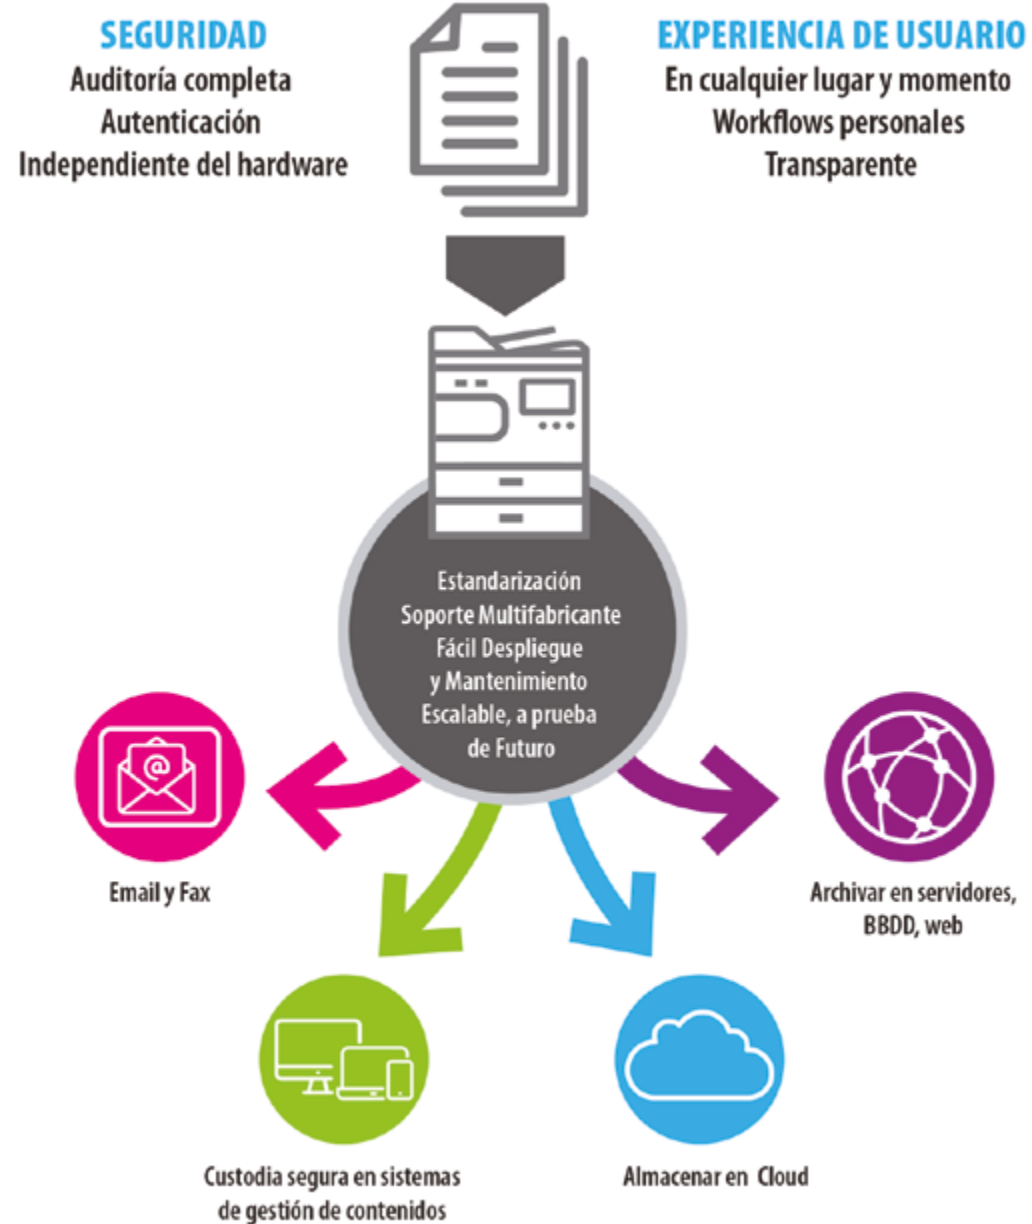 SEGURIDAD
Auditoría completa
Autenticación
Independiente del hardware
EXPERIENCIA DE USUARIO
En cualquier lugar y momento
Workflows personales
Transparente
Estandarización
Soporte Multifabricante
Fácil Despliegue
y Mantenimiento
Escalable, a prueba
de Futuro
@
Email y Fax
Archivar en servidores,
BBDD, web
Custodia segura en sistemas
de gestión de contenidos
Almacenar en Cloud